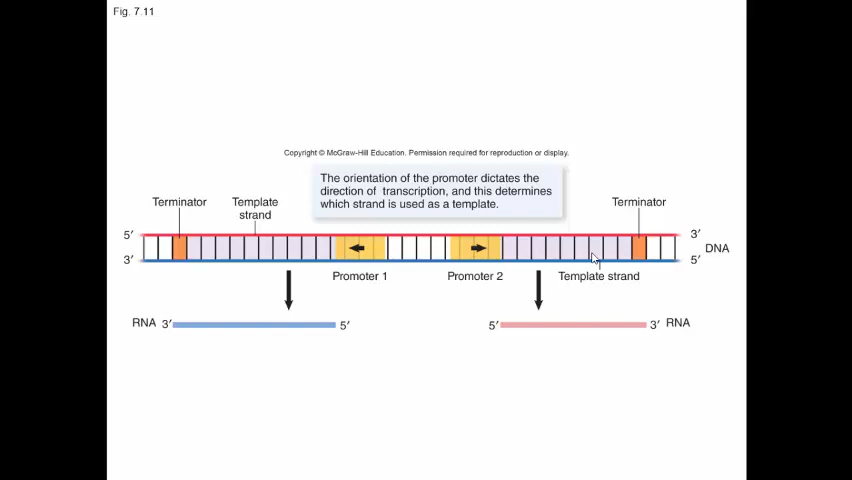 Fig. 7.11
Copyright © McGraw-Hill Education. Permission required for reproduction or display.
The orientation of the promoter dictates the
direction of transcription, and this determines
which strand is used as a template.
Terminator
Template
strand
Terminator
5′
3′
3′
5′
DNA
Promoter 1
Promoter 2
Template strand
RNA 3′
5′
5′
3′ RNA